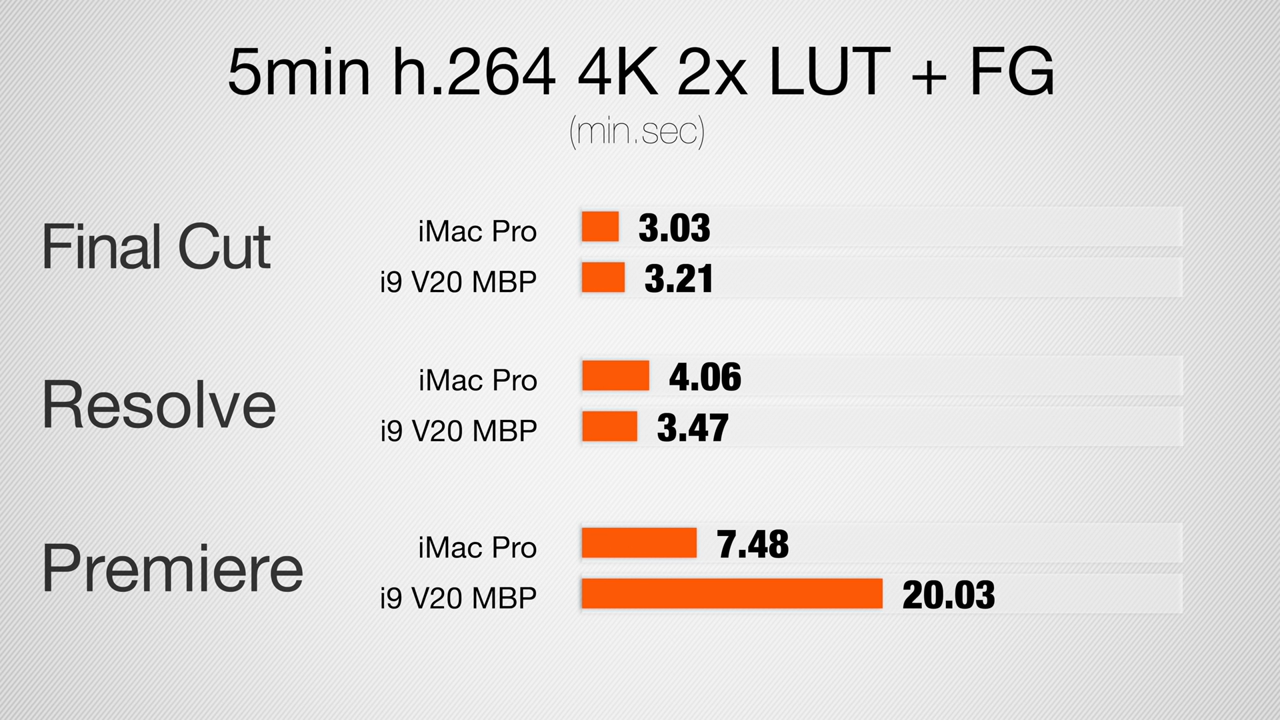 5min h.264 4K 2x LUT + FG
(min.sec)
Final Cut
iMac Pro 3.03
i9 V20 MBP 3.21
Resolve
iMac Pro 4.06
i9 V20 MBP 3.47
Premiere
iMac Pro 7.48
i9 V20 MBP 20.03